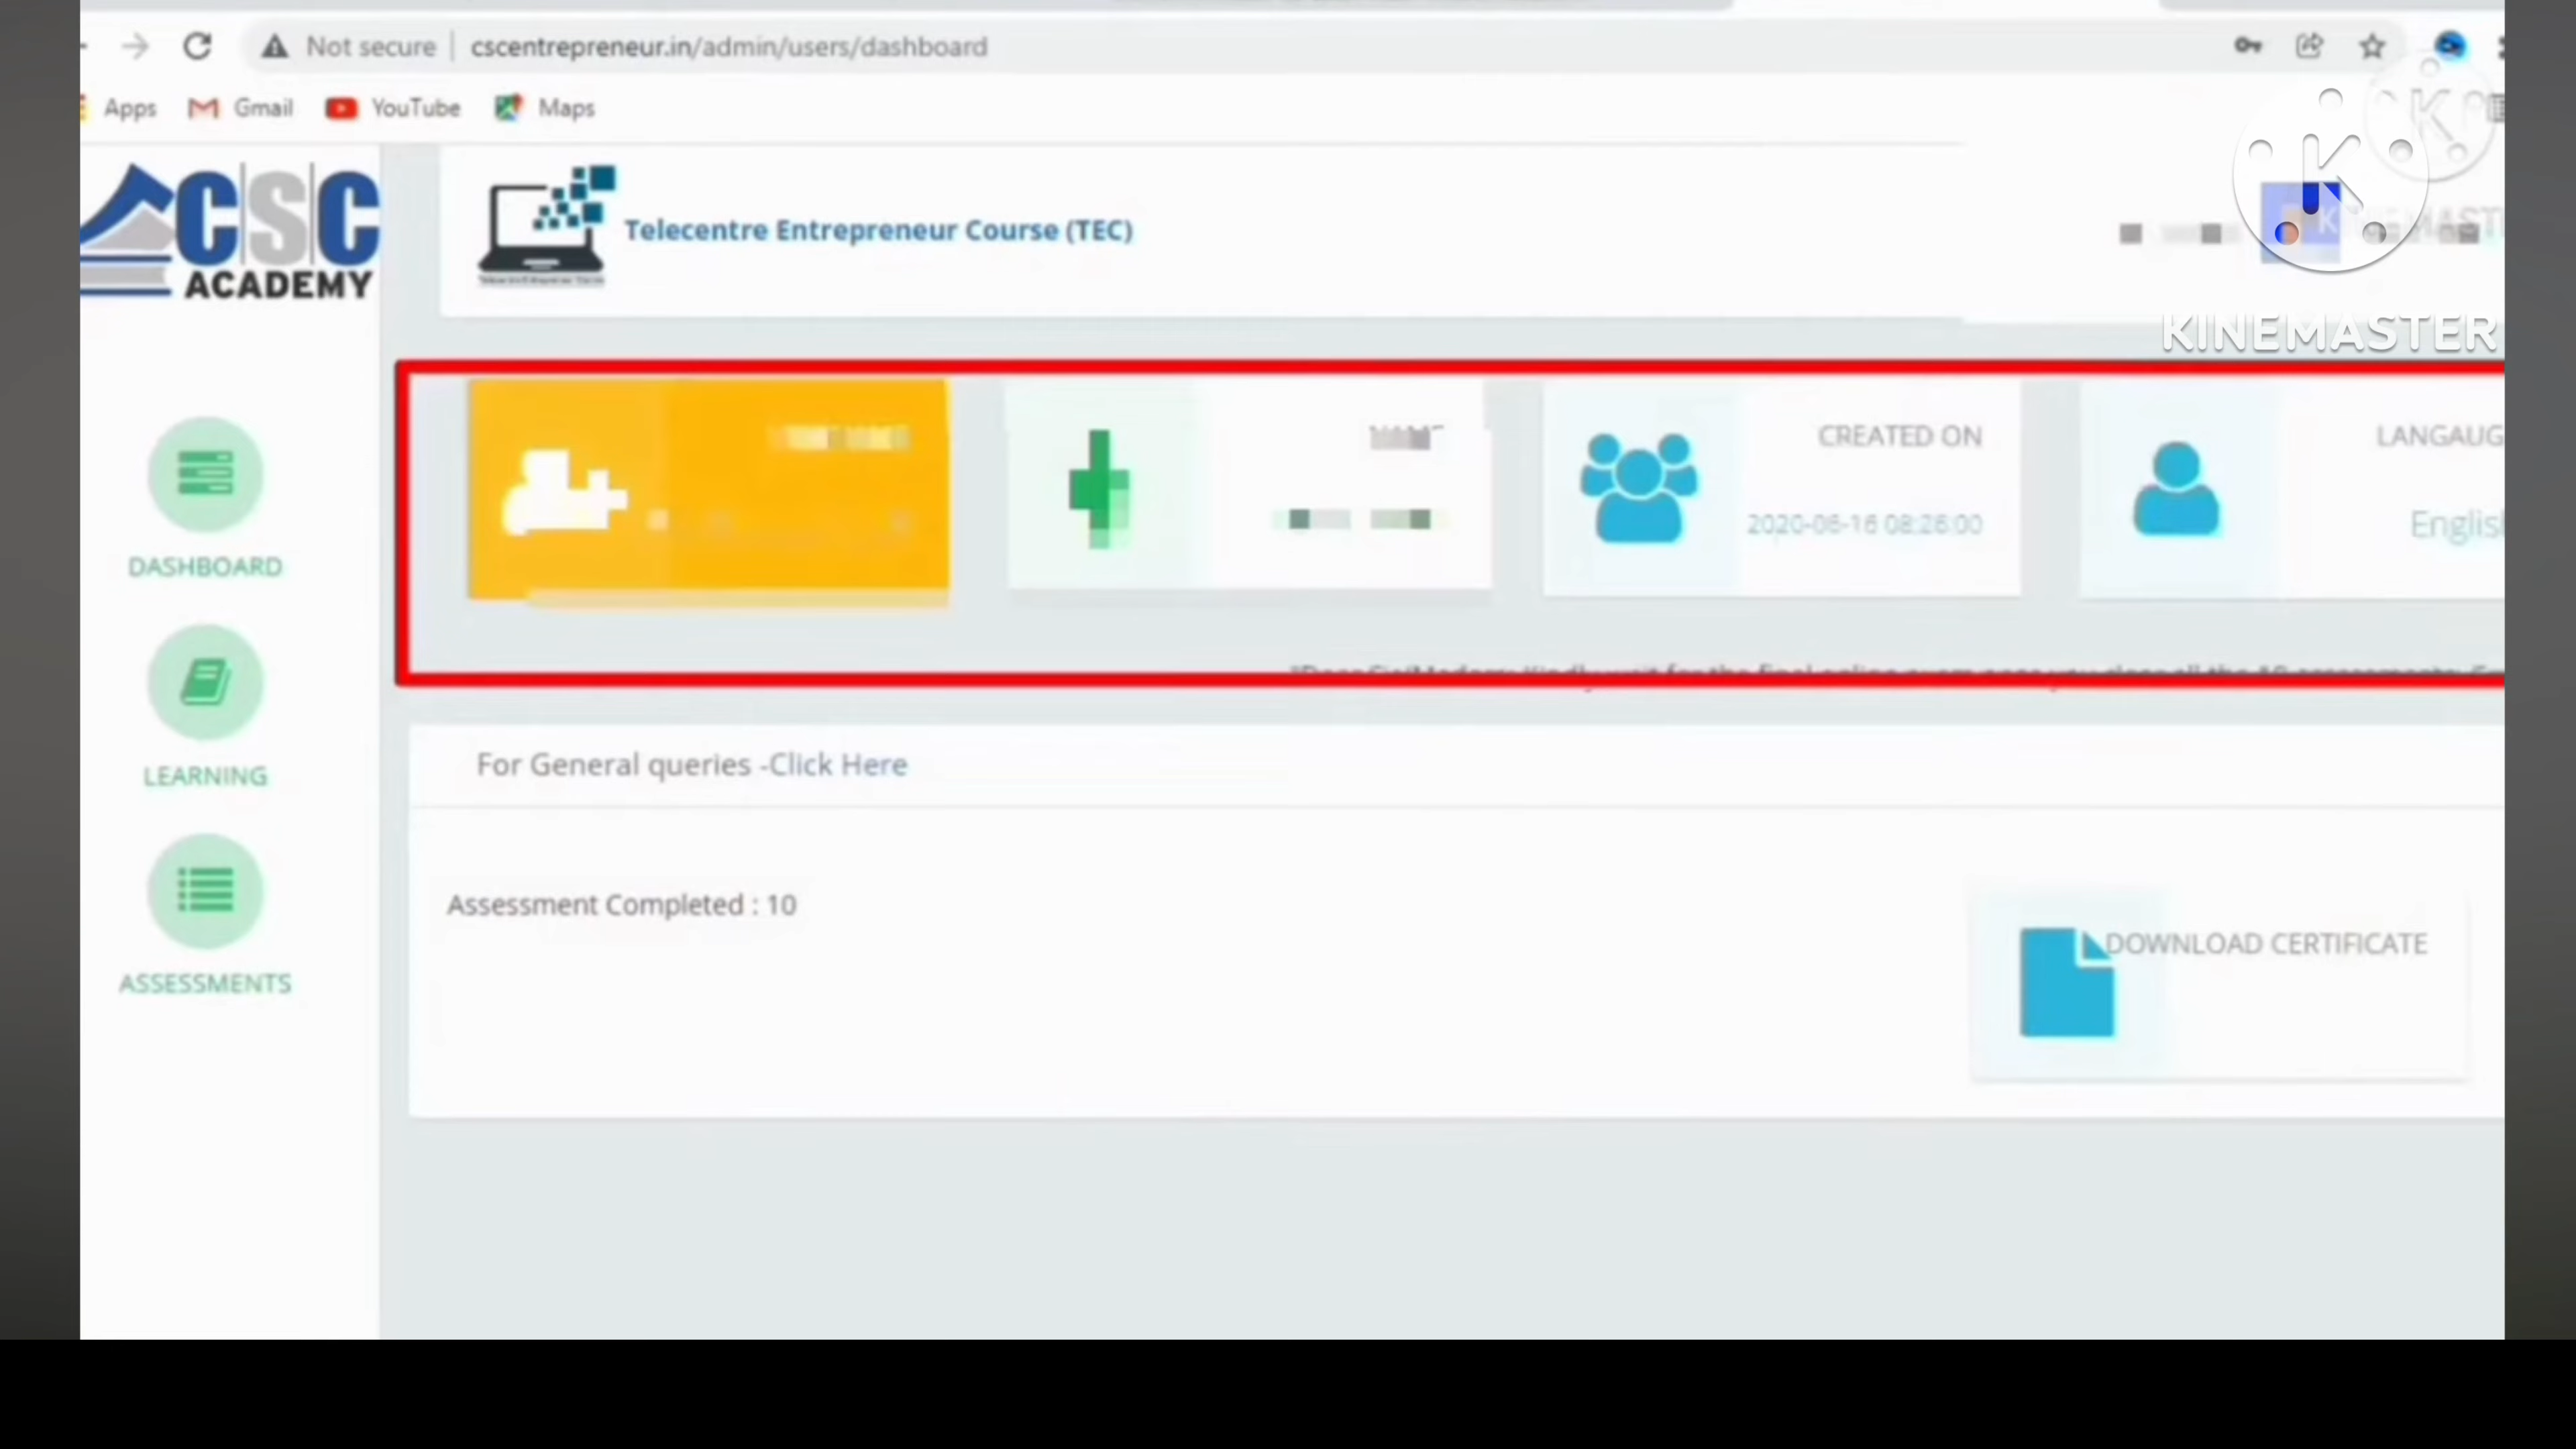 Not secure | cscentrepreneur.in/admin/users/dashboard
Apps Gmail YouTube Maps
CSC
ACADEMY
Telecentre Entrepreneur Course (TEC)
KINEMASTER
CREATED ON
LANGAUG
2020-06-16 08:26:00
English
DASHBOARD
For General queries -Click Here
LEARNING
Assessment Completed : 10
DOWNLOAD CERTIFICATE
ASSESSMENTS